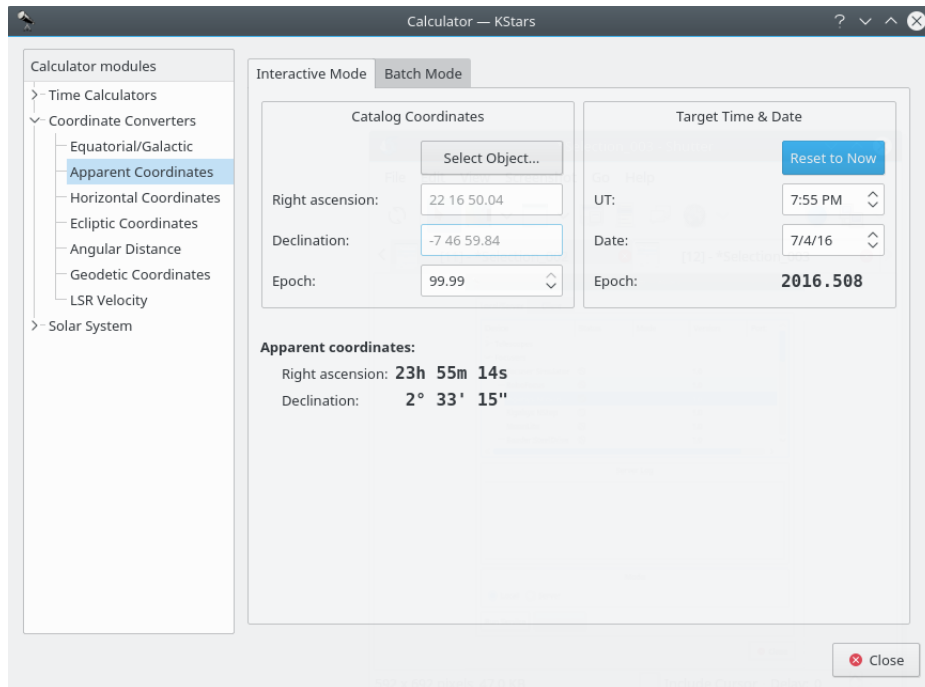 Calculator — KStars
Calculator modules
Time Calculators
Coordinate Converters
Equatorial/Galactic
Apparent Coordinates
Horizontal Coordinates
Ecliptic Coordinates
Angular Distance
Geodetic Coordinates
LSR Velocity
Solar System
Interactive Mode
Batch Mode
Catalog Coordinates
Select Object...
Right ascension: 22 16 50.04
Declination: -7 46 59.84
Epoch: 99.99
Target Time & Date
Reset to Now
UT: 7:55 PM
Date: 7/4/16
Epoch: 2016.508
Apparent coordinates:
Right ascension: 23h 55m 14s
Declination: 2° 33' 15"
Close